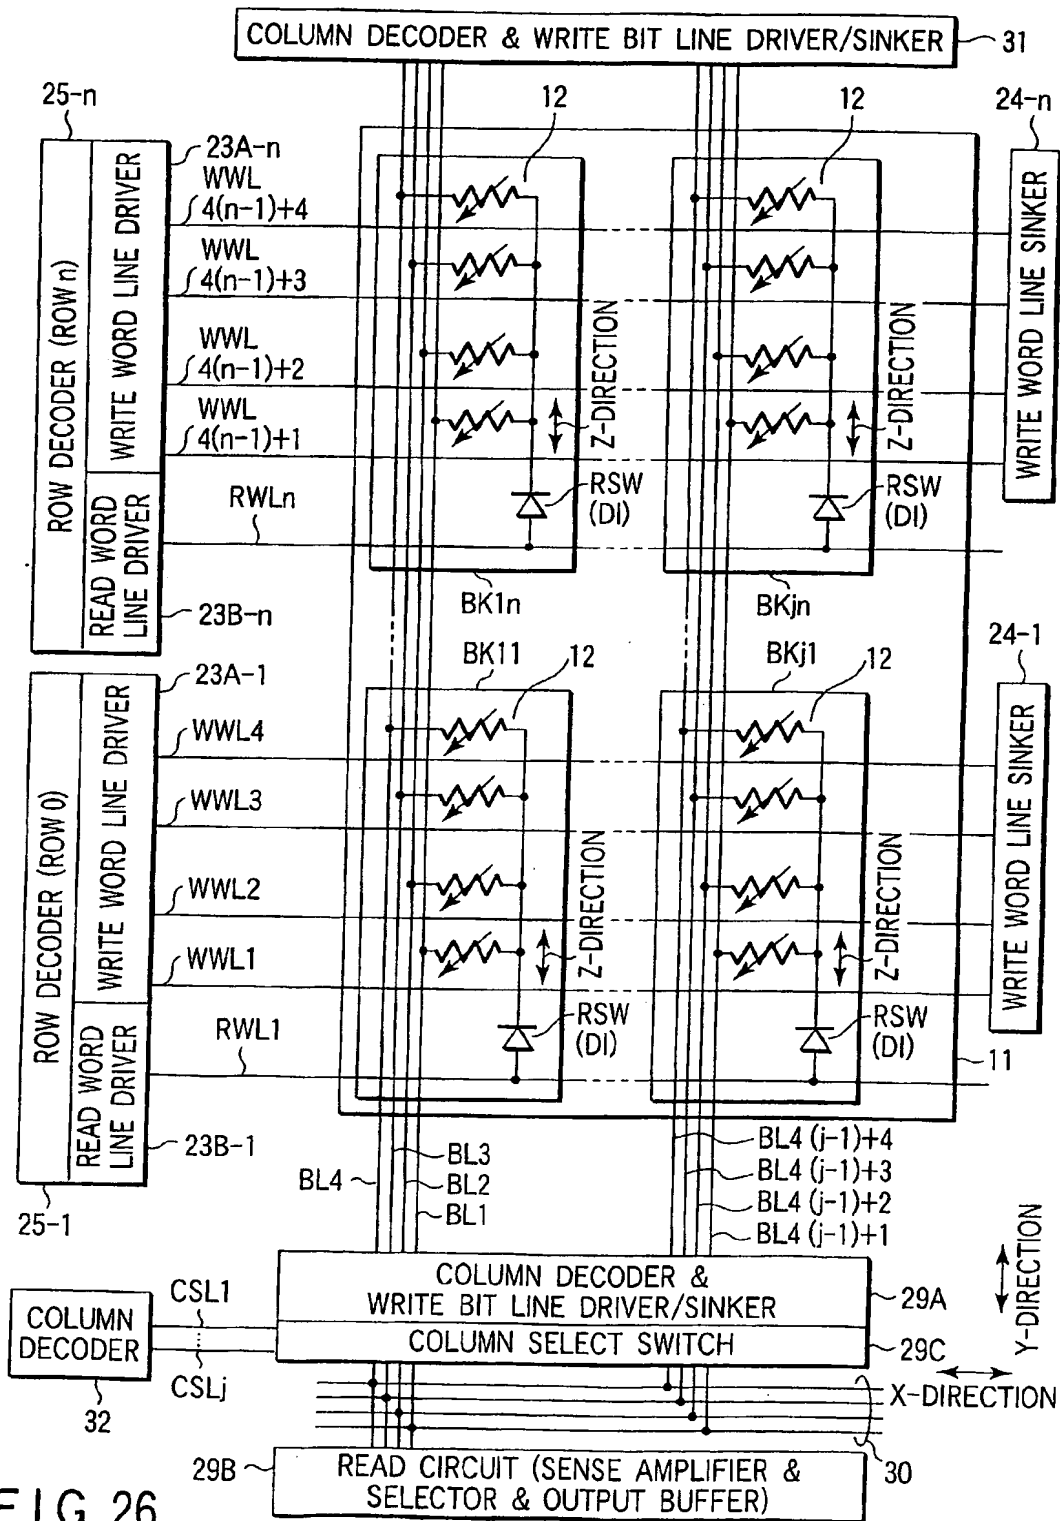 COLUMN DECODER & WRITE BIT LINE DRIVER/SINKER
31
25-n
12
12
24-n
ROW DECODER (ROW n)
WRITE WORD LINE DRIVER
READ WORD
LINE DRIVER
23A-n
WWL
4(n-1)+4
WWL
4(n-1)+3
WWL
4(n-1)+2
WWL
4(n-1)+1
RWLn
23B-n
Z-DIRECTION
RSW
(DI)
BK1n
Z-DIRECTION
RSW
(DI)
BKjn
WRITE WORD LINE SINKER
24-1
BK11
12
BKj1
12
ROW DECODER (ROW 0)
WRITE WORD LINE DRIVER
READ WORD
LINE DRIVER
23A-1
WWL4
WWL3
WWL2
WWL1
RWL1
23B-1
25-1
Z-DIRECTION
RSW
(DI)
Z-DIRECTION
RSW
(DI)
WRITE WORD LINE SINKER
11
BL4
BL3
BL2
BL1
BL4 (j-1)+4
BL4 (j-1)+3
BL4 (j-1)+2
BL4 (j-1)+1
COLUMN DECODER &
WRITE BIT LINE DRIVER/SINKER
29A
COLUMN SELECT SWITCH
29C
COLUMN
DECODER
32
CSL1
CSLj
Y-DIRECTION
X-DIRECTION
30
29B
READ CIRCUIT (SENSE AMPLIFIER &
SELECTOR & OUTPUT BUFFER)
FIG. 26